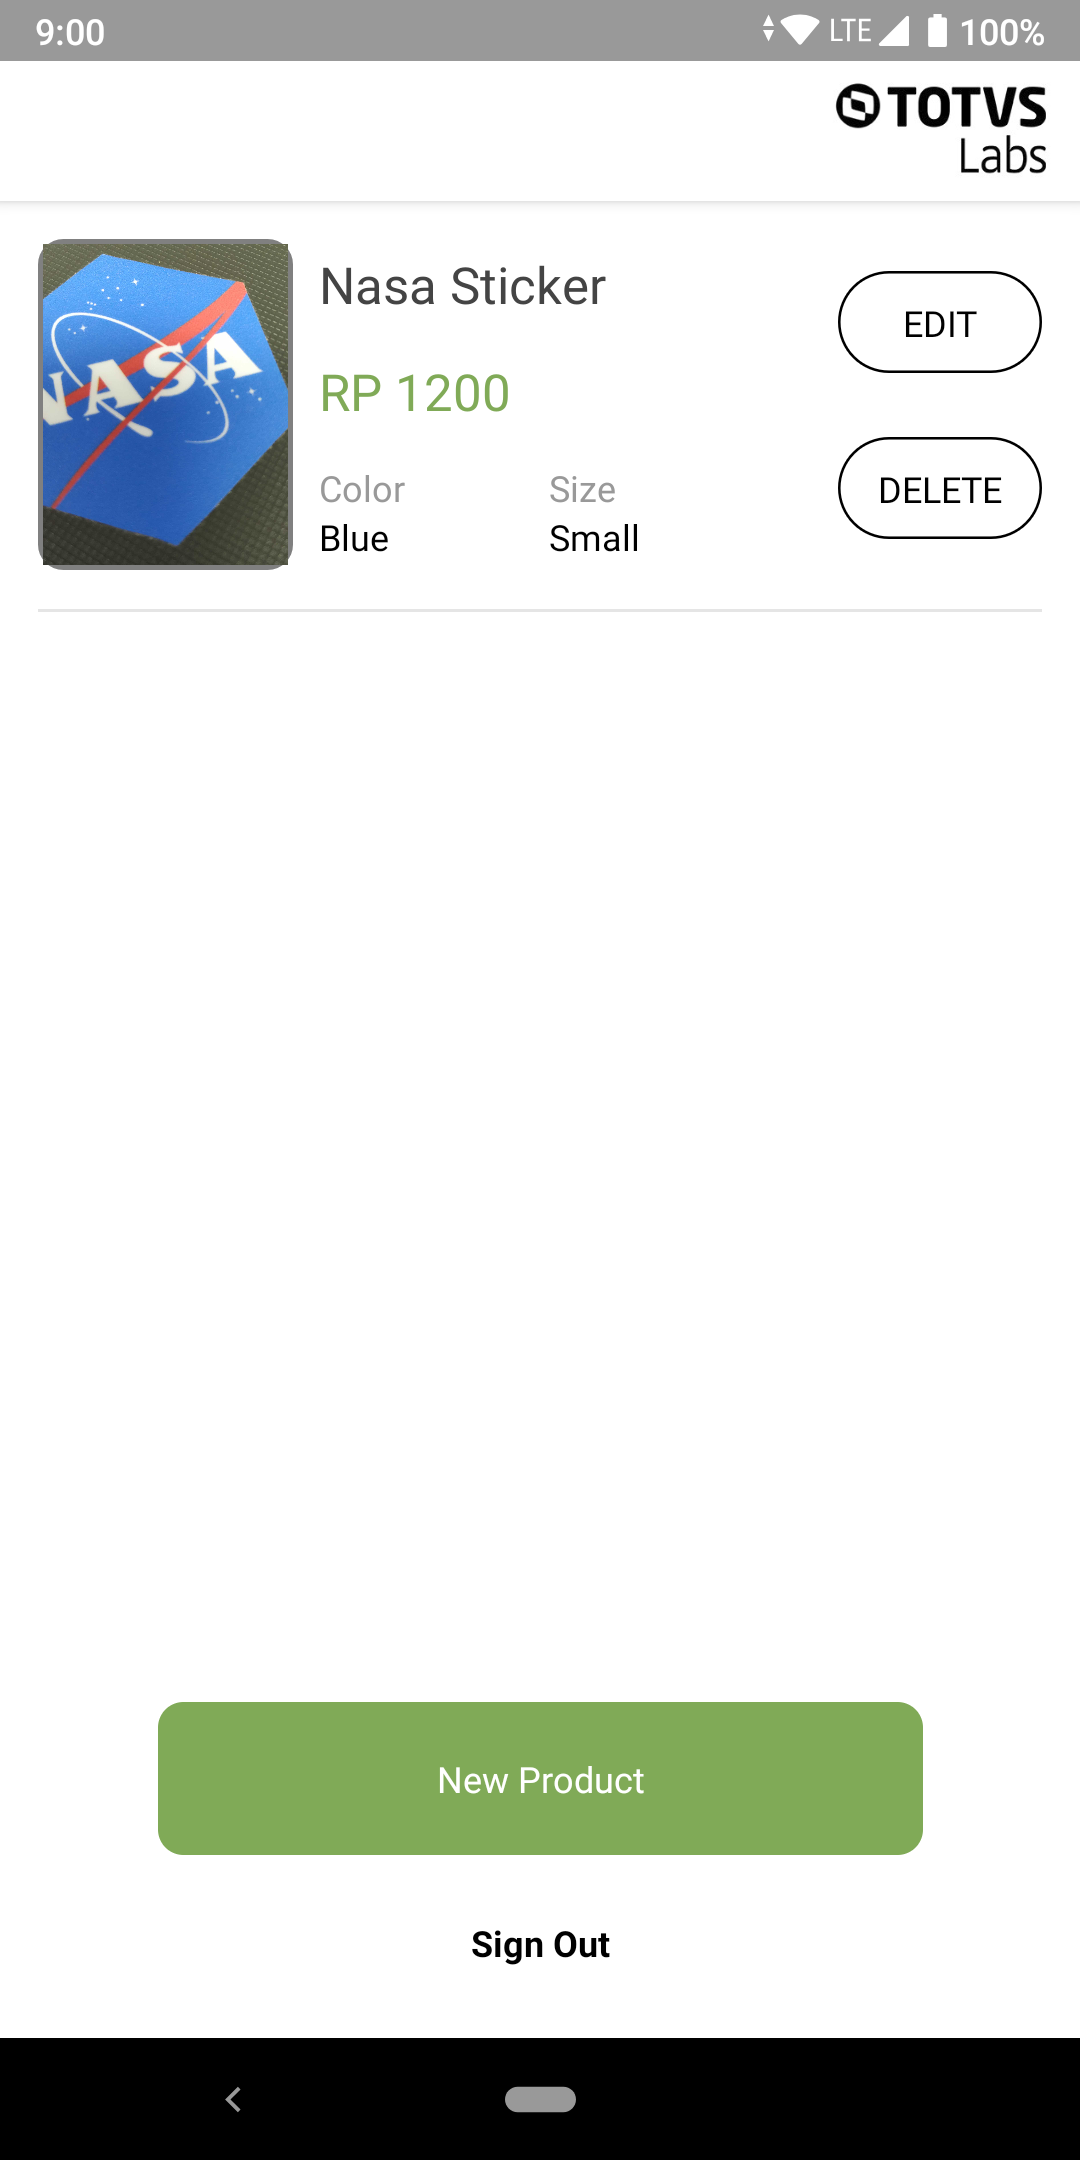 9:00 LTE 100%
TOTVS
Labs
Nasa Sticker
RP 1200
Color Size
Blue Small
EDIT
DELETE
NASA
New Product
Sign Out